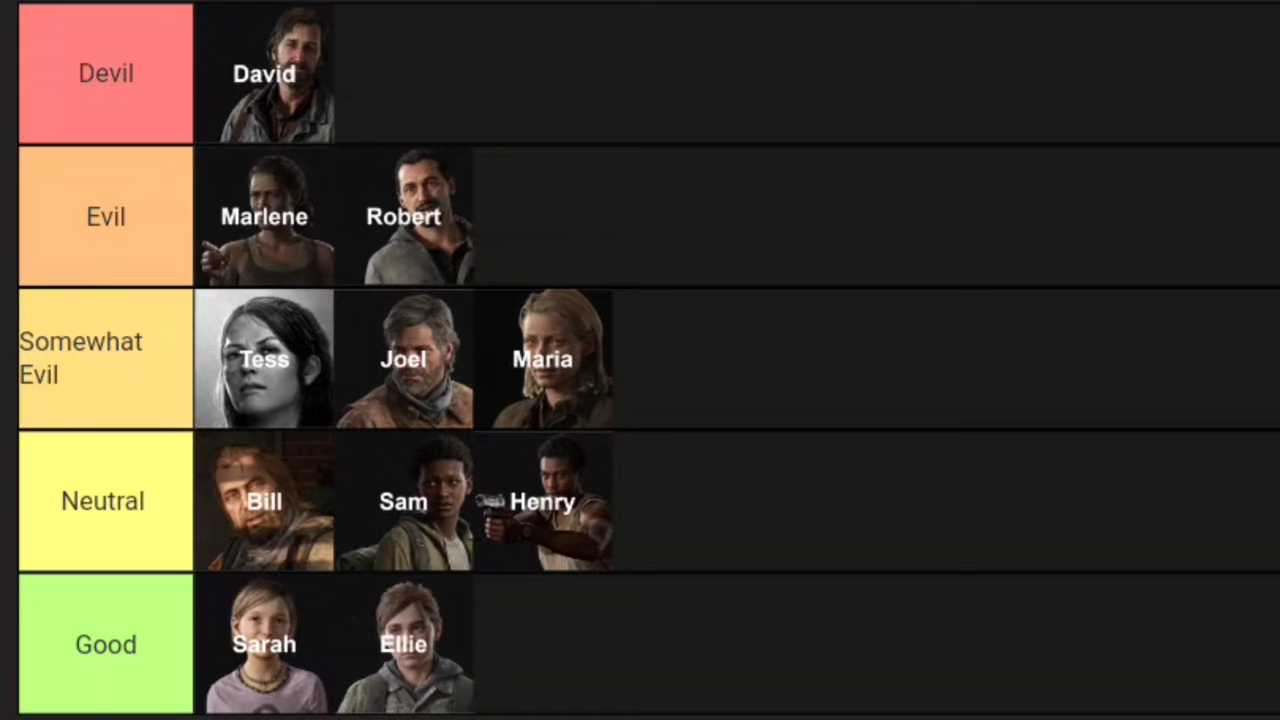 Devil
David
Evil
Marlene
Robert
Somewhat
Evil
Tess
Joel
Maria
Neutral
Bill
Sam
Henry
Good
Sarah
Ellie